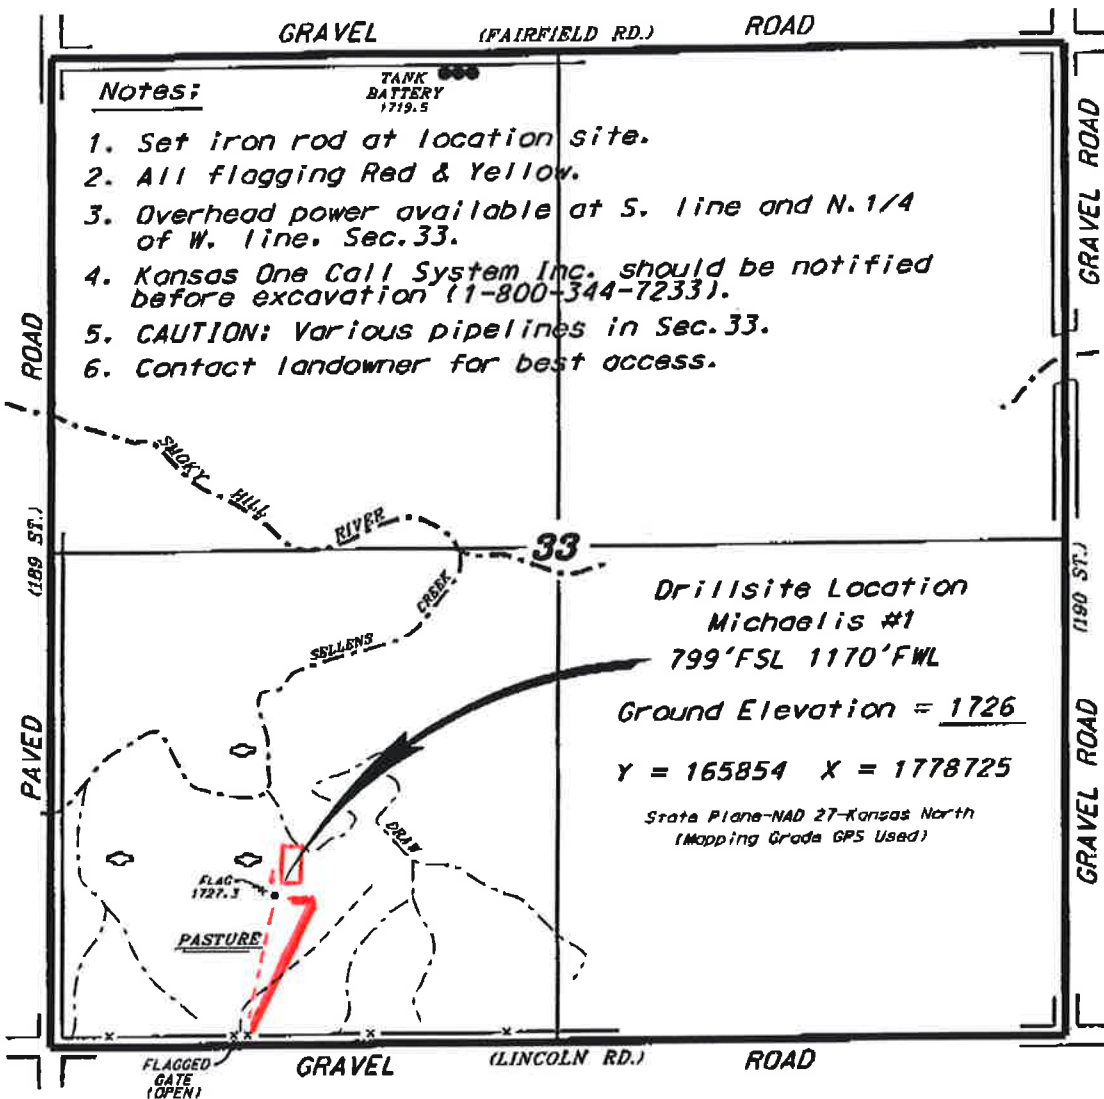 GRAVEL (FAIRFIELD RD.) ROAD
TANK
BATTERY
1719.5
Notes:
1. Set iron rod at location site.
2. All flagging Red & Yellow.
3. Overhead power available at S. line and N. 1/4
of W. line. Sec. 33.
4. Kansas One Call System Inc. should be notified
before excavation (1-800-344-7233).
5. CAUTION: Various pipelines in Sec. 33.
6. Contact landowner for best access.
GRAVEL ROAD
PAVED (189 ST.) ROAD
SMOKY HILL RIVER
33
(190 ST.)
GRAVEL ROAD
CREEK
SELLENS
Drillsite Location
Michaelis #1
799'FSL 1170'FWL
Ground Elevation = 1726
Y = 165854 X = 1778725
State Plane-NAD 27-Kansas North
(Mapping Grade GPS Used)
DRAW
FLAG
1727.3
PASTURE
FLAGGED
GATE
(OPEN)
GRAVEL (LINCOLN RD.) ROAD